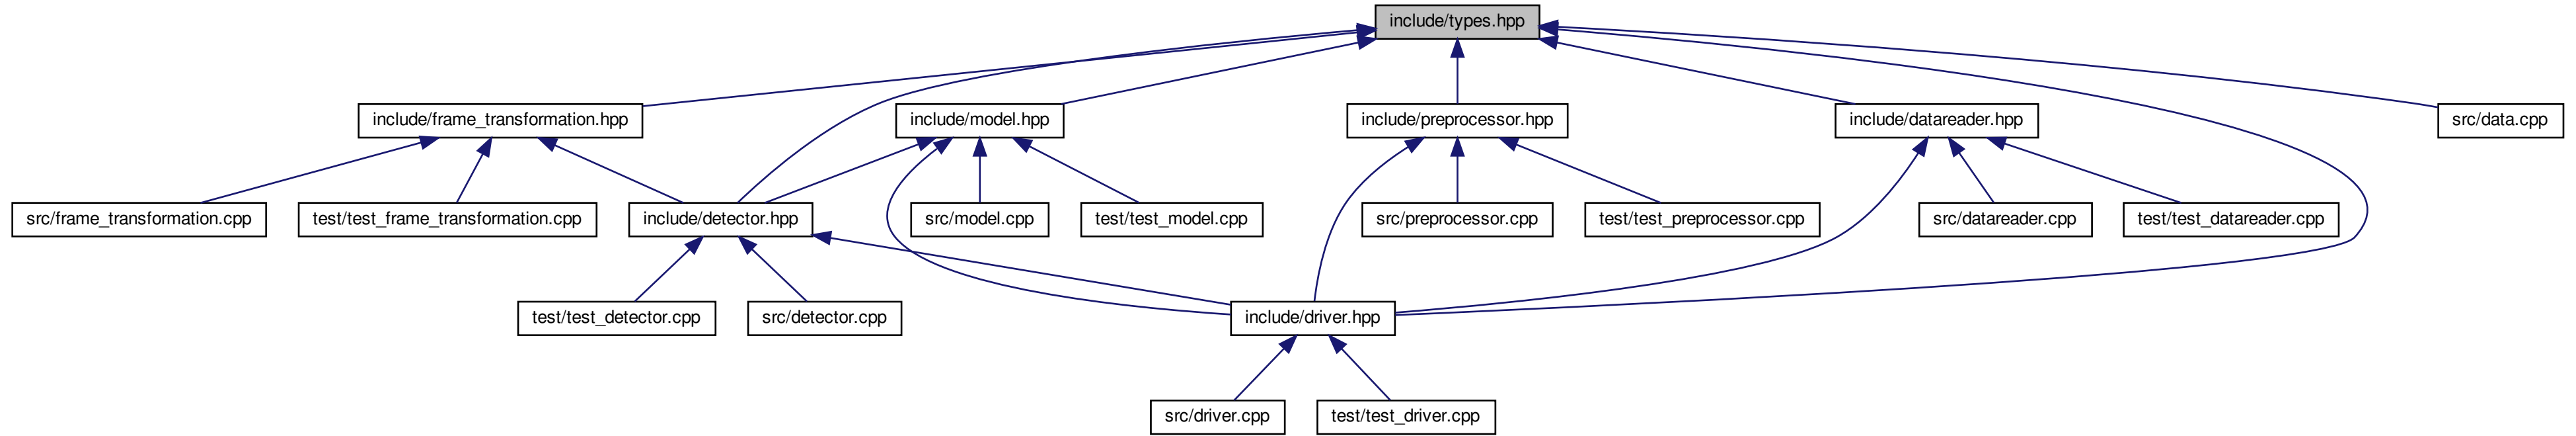 include/types.hpp
include/frame_transformation.hpp
include/model.hpp
include/preprocessor.hpp
include/datareader.hpp
src/data.cpp
src/frame_transformation.cpp
test/test_frame_transformation.cpp
include/detector.hpp
src/model.cpp
test/test_model.cpp
src/preprocessor.cpp
test/test_preprocessor.cpp
src/datareader.cpp
test/test_datareader.cpp
test/test_detector.cpp
src/detector.cpp
include/driver.hpp
src/driver.cpp
test/test_driver.cpp